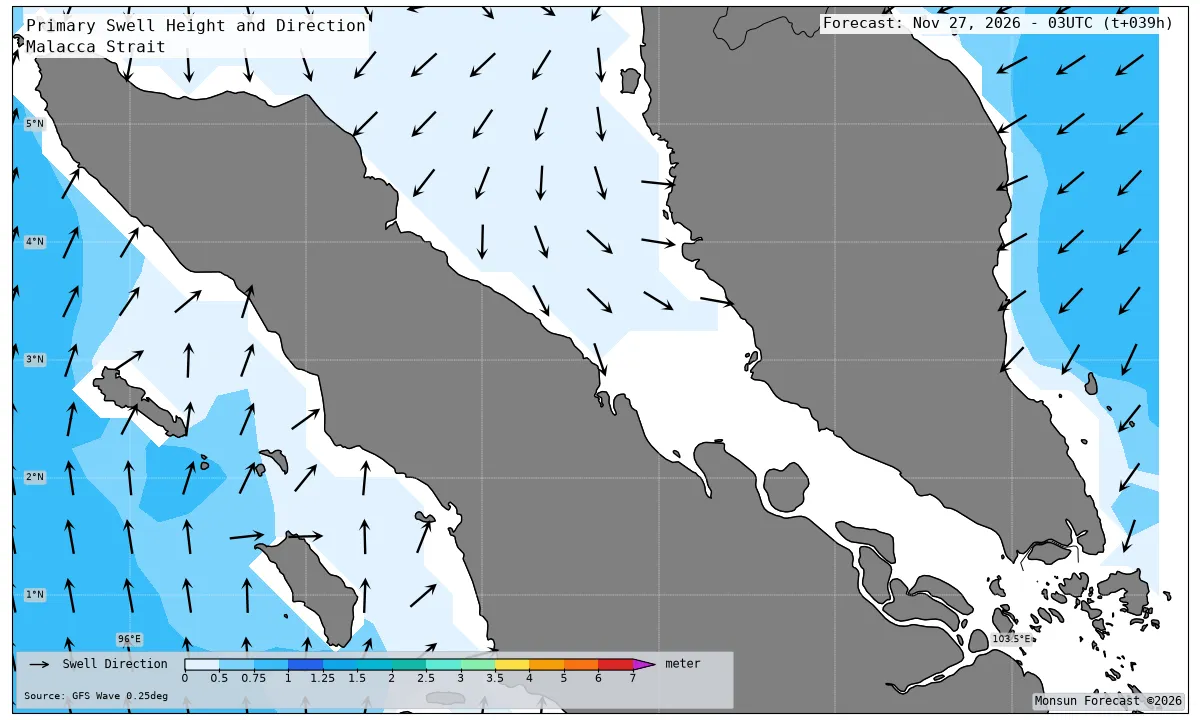 Primary Swell Height and Direction
Malacca Strait
Forecast: Nov 27, 2026 - 03UTC (t+039h)
5°N
4°N
3°N
2°N
1°N
96°E
103.5°E
Swell Direction
meter
0 0.5 0.75 1 1.25 1.5 2 2.5 3 3.5 4 5 6 7
Source: GFS Wave 0.25deg
Monsun Forecast ©2026